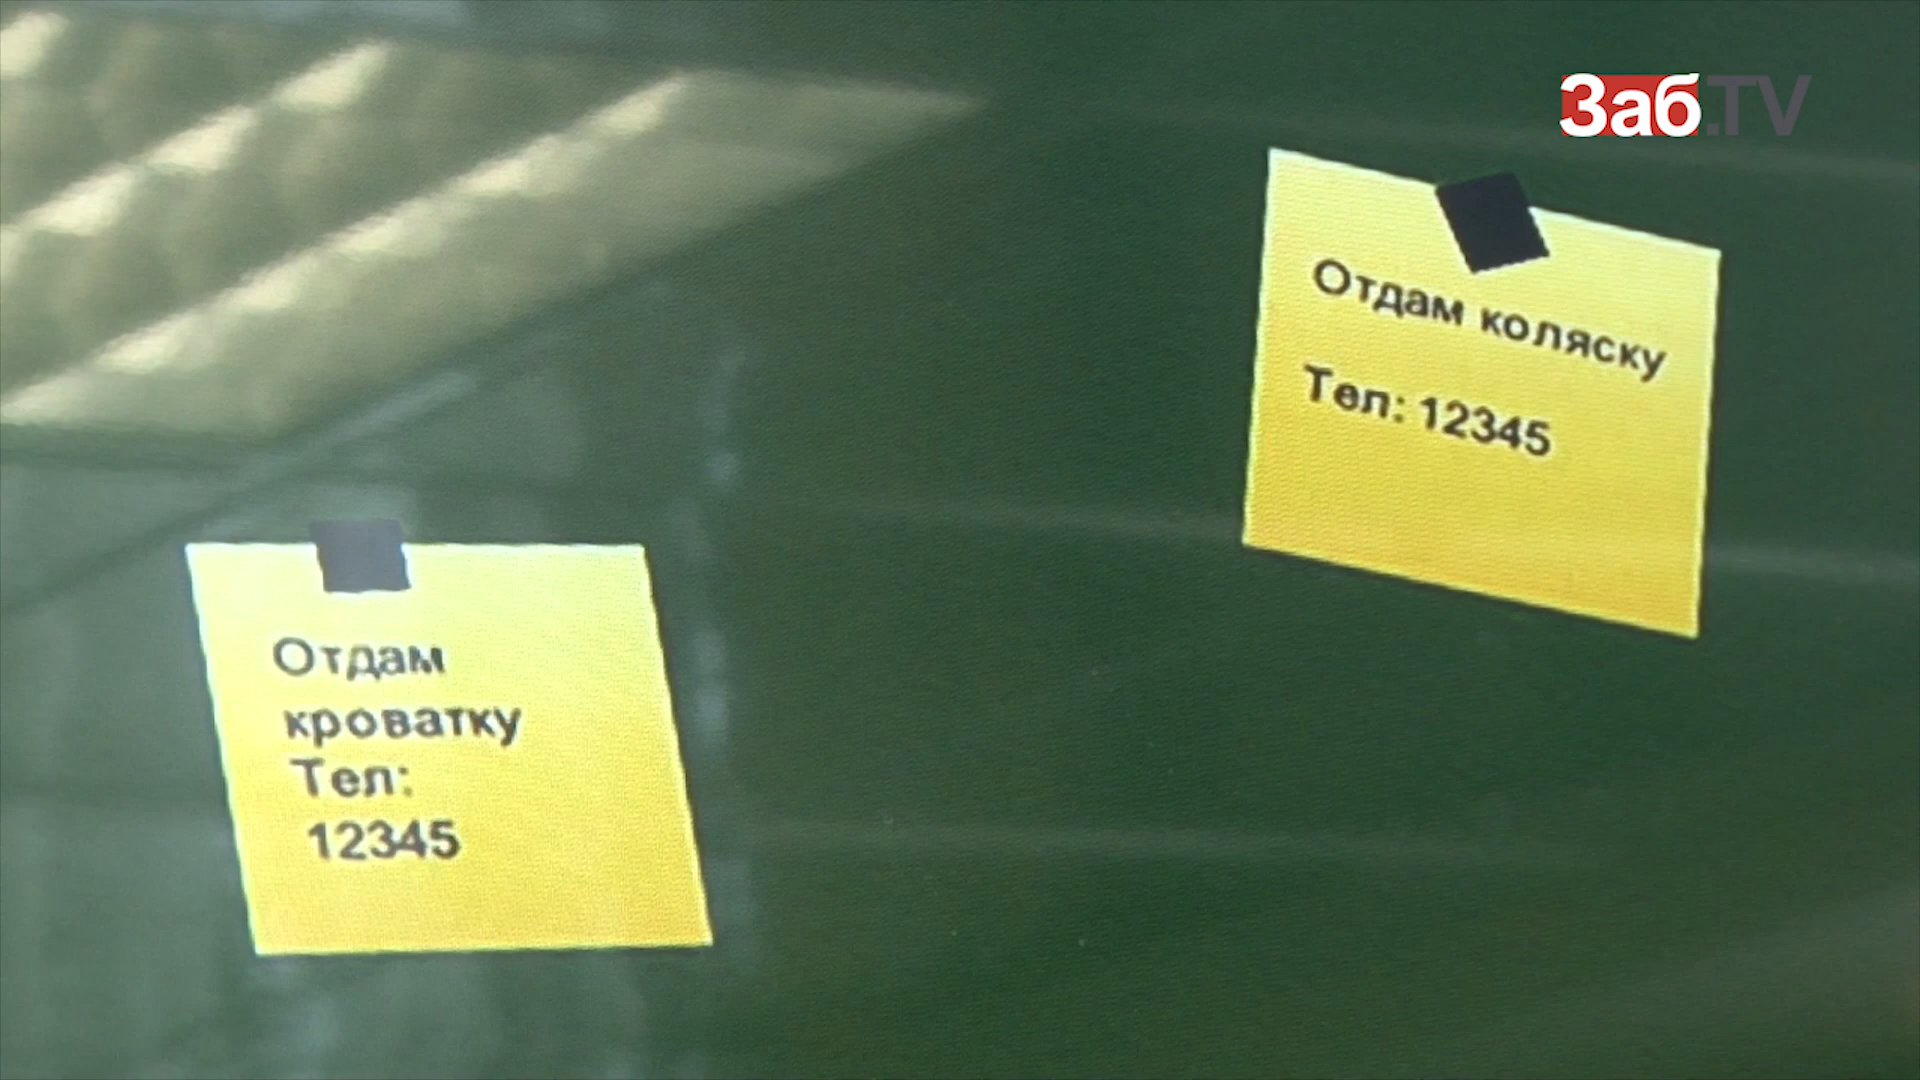 Заб.TV
Отдам коляску
Тел: 12345
Отдам
кроватку
Тел:
12345